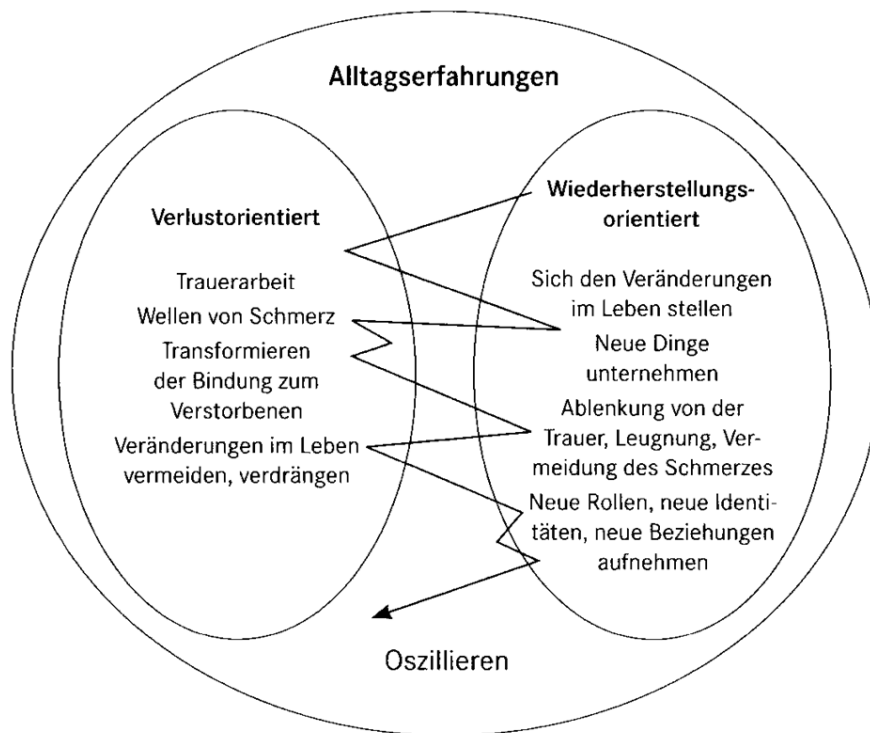 Alltagserfahrungen
Verlustorientiert
Trauerarbeit
Wellen von Schmerz
Transformieren
der Bindung zum
Verstorbenen
Veränderungen im Leben
vermeiden, verdrängen
Wiederherstellungs-
orientiert
Sich den Veränderungen
im Leben stellen
Neue Dinge
unternehmen
Ablenkung von der
Trauer, Leugnung, Ver-
meidung des Schmerzes
Neue Rollen, neue Identi-
täten, neue Beziehungen
aufnehmen
Oszillieren